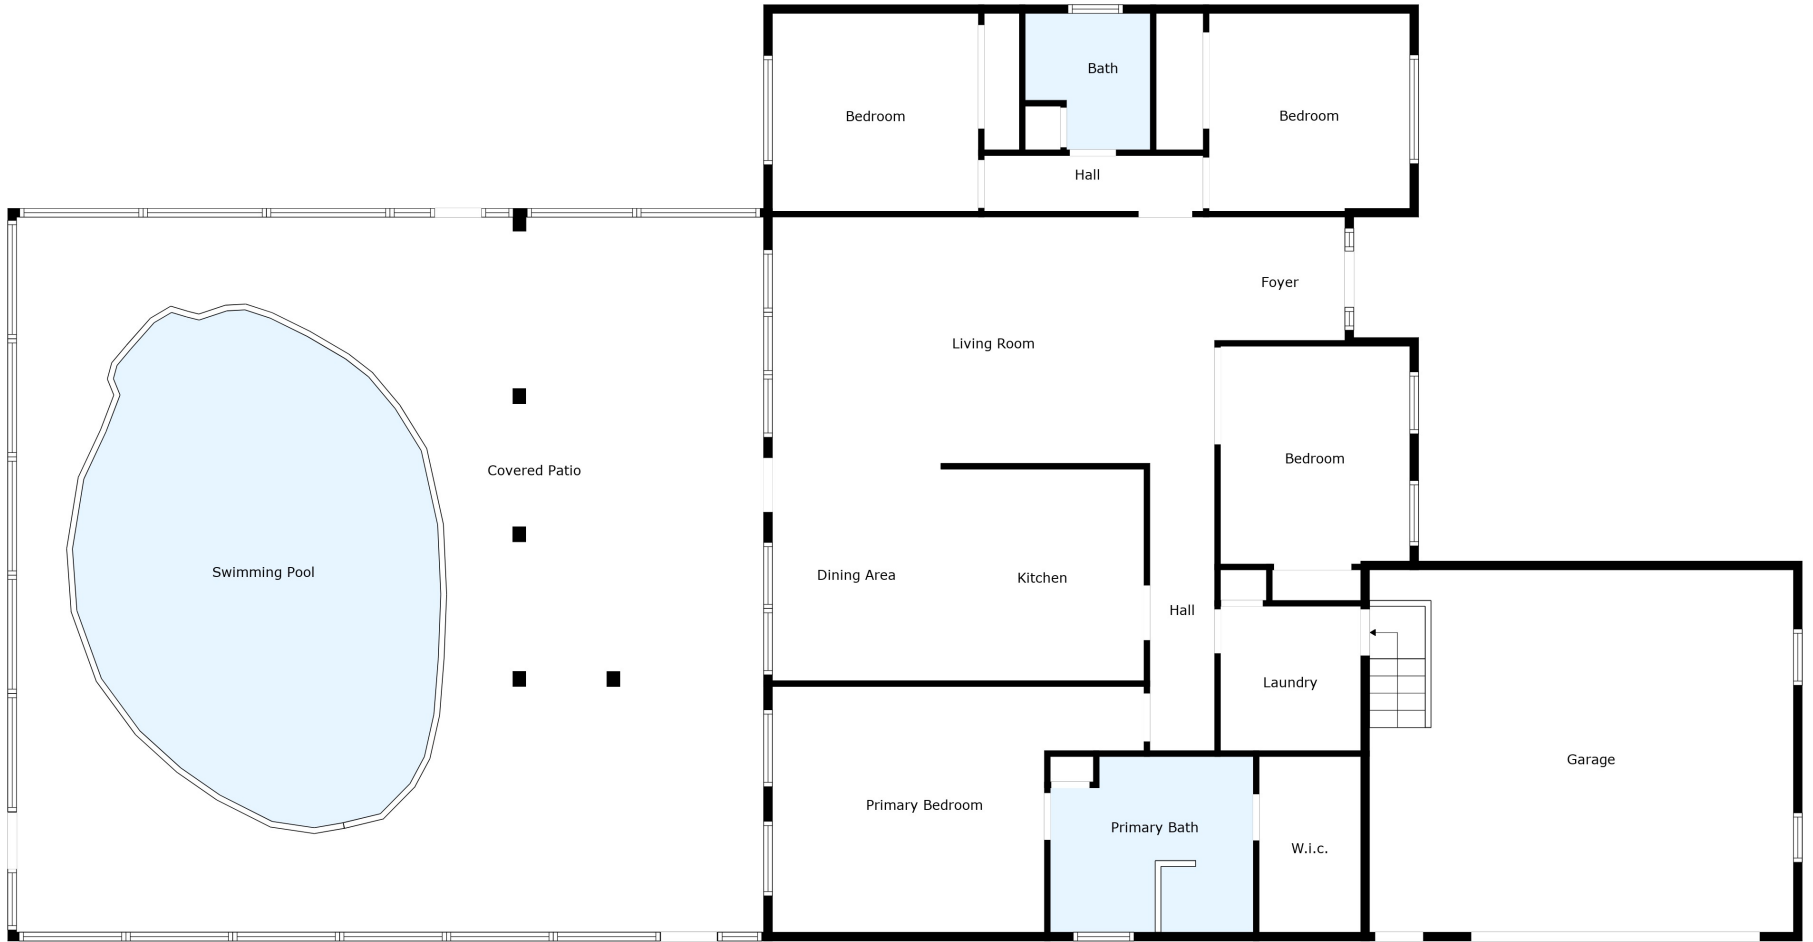 Bath
Bedroom
Bedroom
Hall
Foyer
Living Room
Bedroom
Covered Patio
Swimming Pool
Dining Area
Kitchen
Hall
Laundry
Garage
Primary Bedroom
Primary Bath
W.i.c.